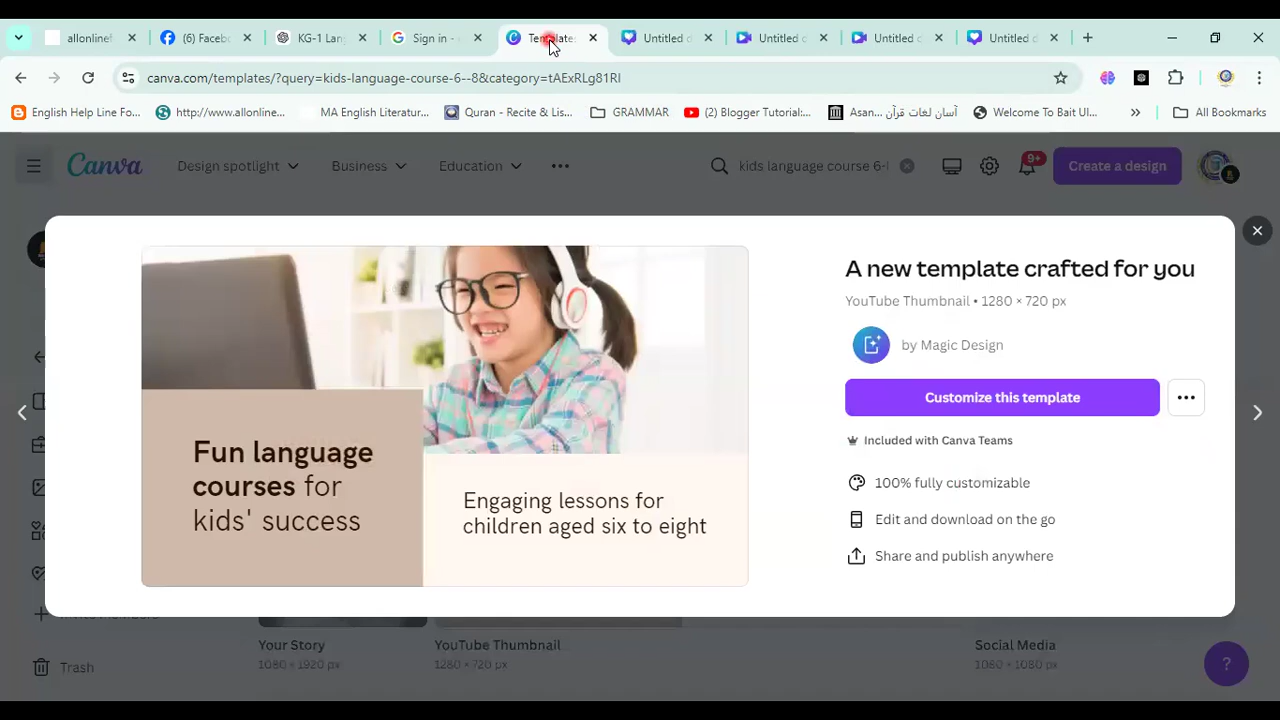 allonline
(6) Faceb
KG-1 Lan
Sign in -
Template
Untitled d
Untitled c
Untitled d
Untitled d
canva.com/templates/?query=kids-language-course-6--8&category=tAExRLg81RI
English Help Line Fo...
http://www.allonline...
MA English Literatur...
Quran - Recite & Lis...
GRAMMAR
(2) Blogger Tutorial:...
Asan... آسان لغات قرآن
Welcome To Bait Ul...
All Bookmarks
Canva
Design spotlight
Business
Education
kids language course 6-
9+
Create a design
A new template crafted for you
YouTube Thumbnail • 1280 × 720 px
by Magic Design
Customize this template
Included with Canva Teams
100% fully customizable
Edit and download on the go
Share and publish anywhere
Fun language
courses for
kids' success
Engaging lessons for
children aged six to eight
Your Story
1080 × 1920 px
YouTube Thumbnail
1280 × 720 px
Social Media
1080 × 1080 px
Trash
?